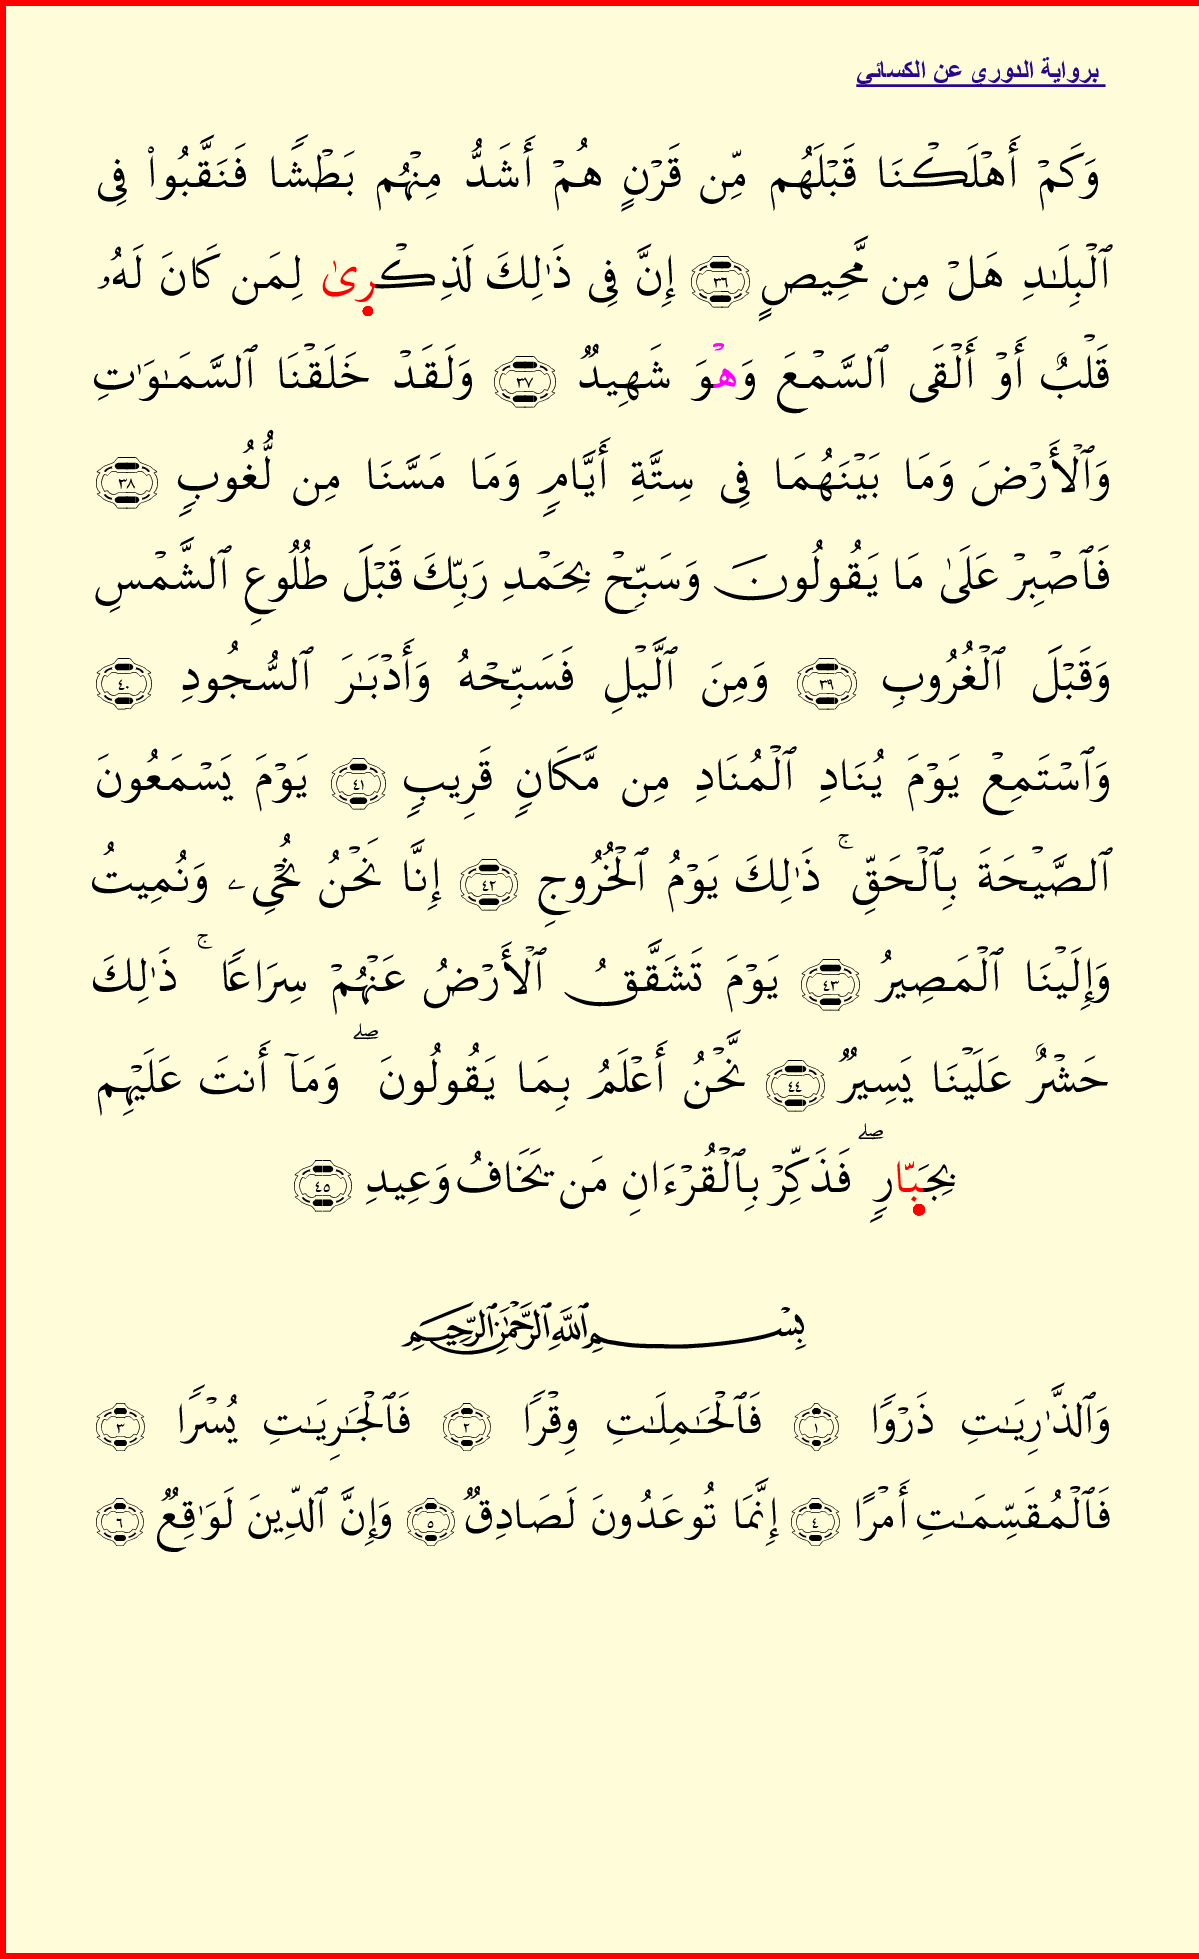 برواية الدوري عن الكسائي
وَكَمۡ أَهۡلَكۡنَا قَبۡلَهُم مِّن قَرۡنٍ هُمۡ أَشَدُّ مِنۡهُم بَطۡشًا فَنَقَّبُواْ فِي
ٱلۡبِلَٰدِ هَلۡ مِن مَّحِيصٍ ٣٦ إِنَّ فِي ذَٰلِكَ لَذِكۡرِىٰ لِمَن كَانَ لَهُۥ
قَلۡبٌ أَوۡ أَلۡقَى ٱلسَّمۡعَ وَهۡوَ شَهِيدٌ ٣٧ وَلَقَدۡ خَلَقۡنَا ٱلسَّمَٰوَٰتِ
وَٱلۡأَرۡضَ وَمَا بَيۡنَهُمَا فِي سِتَّةِ أَيَّامٍ وَمَا مَسَّنَا مِن لُّغُوبٍ ٣٨
فَٱصۡبِرۡ عَلَىٰ مَا يَقُولُونَ وَسَبِّحۡ بِحَمۡدِ رَبِّكَ قَبۡلَ طُلُوعِ ٱلشَّمۡسِ
وَقَبۡلَ ٱلۡغُرُوبِ ٣٩ وَمِنَ ٱلَّيۡلِ فَسَبِّحۡهُ وَأَدۡبَٰرَ ٱلسُّجُودِ ٤٠
وَٱسۡتَمِعۡ يَوۡمَ يُنَادِ ٱلۡمُنَادِ مِن مَّكَانٍ قَرِيبٍ ٤١ يَوۡمَ يَسۡمَعُونَ
ٱلصَّيۡحَةَ بِٱلۡحَقِّۚ ذَٰلِكَ يَوۡمُ ٱلۡخُرُوجِ ٤٢ إِنَّا نَحۡنُ نُحۡيِۦ وَنُمِيتُ
وَإِلَيۡنَا ٱلۡمَصِيرُ ٤٣ يَوۡمَ تَشَقَّقُ ٱلۡأَرۡضُ عَنۡهُمۡ سِرَاعًاۚ ذَٰلِكَ
حَشۡرٌ عَلَيۡنَا يَسِيرٌ ٤٤ نَّحۡنُ أَعۡلَمُ بِمَا يَقُولُونَۖ وَمَآ أَنتَ عَلَيۡهِم
بِجَبَّارٍۖ فَذَكِّرۡ بِٱلۡقُرۡءَانِ مَن يَخَافُ وَعِيدِ ٤٥
بِسۡمِ ٱللَّهِ ٱلرَّحۡمَٰنِ ٱلرَّحِيمِ
وَٱلذَّٰرِيَٰتِ ذَرۡوًا ١ فَٱلۡحَٰمِلَٰتِ وِقۡرًا ٢ فَٱلۡجَٰرِيَٰتِ يُسۡرًا ٣
فَٱلۡمُقَسِّمَٰتِ أَمۡرًا ٤ إِنَّمَا تُوعَدُونَ لَصَادِقٌ ٥ وَإِنَّ ٱلدِّينَ لَوَٰقِعٌ ٦